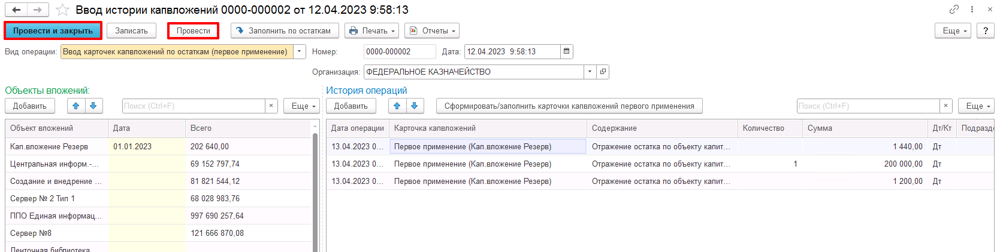 Ввод истории капвложений 0000-000002 от 12.04.2023 9:58:13
Провести и закрыть Записать Провести Заполнить по остаткам Печать Отчеты Еще ?
Вид операции: Ввод карточек капвложений по остаткам (первое применение) Номер: 0000-000002 Дата: 12.04.2023 9:58:13
Организация: ФЕДЕРАЛЬНОЕ КАЗНАЧЕЙСТВО
Объекты вложений: История операций
Добавить Поиск (Ctrl+F) × Еще Добавить Сформировать/заполнить карточки капвложений первого применения Поиск (Ctrl+F) × Еще
Объект вложений Дата Всего Дата операции Карточка капвложений Содержание Количество Сумма Дт/Кт Подразде
Кап.вложение Резерв 01.01.2023 202 640,00 13.04.2023 0... Первое применение (Кап.вложение Резерв) Отражение остатка по объекту капит... 1 440,00 Дт
Центральная информ.-... 69 152 797,74 13.04.2023 0... Первое применение (Кап.вложение Резерв) Отражение остатка по объекту капит... 1 200 000,00 Дт
Создание и внедрение ... 81 821 544,12 13.04.2023 0... Первое применение (Кап.вложение Резерв) Отражение остатка по объекту капит... 1 200,00 Дт
Сервер № 2 Тип 1 68 028 983,76
ППО Единая информац... 997 690 257,64
Сервер №8 121 666 870,08
Ленточная библиотека